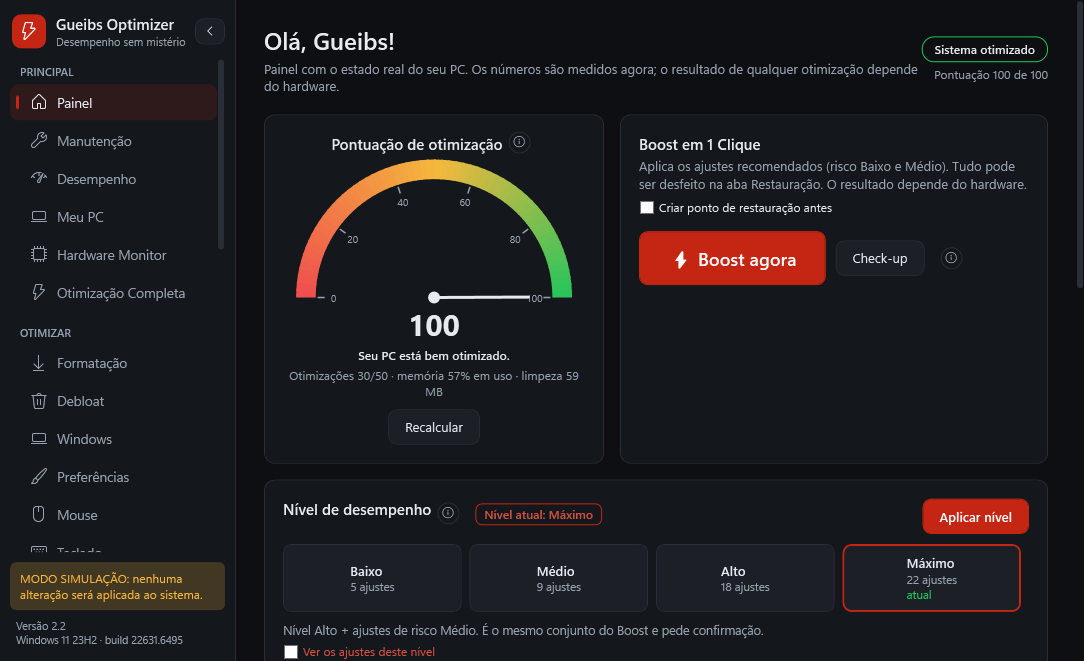 Gueibs Optimizer
Desempenho sem mistério
PRINCIPAL
Painel
Manutenção
Desempenho
Meu PC
Hardware Monitor
Otimização Completa
OTIMIZAR
Formatação
Debloat
Windows
Preferências
Mouse
Teclado
MODO SIMULAÇÃO: nenhuma
alteração será aplicada ao sistema.
Versão 2.2
Windows 11 23H2 · build 22631.6495
Olá, Gueibs!
Painel com o estado real do seu PC. Os números são medidos agora; o resultado de qualquer otimização depende
do hardware.
Sistema otimizado
Pontuação 100 de 100
Pontuação de otimização
0
20
40
60
80
100
100
Seu PC está bem otimizado.
Otimizações 30/50 · memória 57% em uso · limpeza 59
MB
Recalcular
Boost em 1 Clique
Aplica os ajustes recomendados (risco Baixo e Médio). Tudo pode
ser desfeito na aba Restauração. O resultado depende do hardware.
Criar ponto de restauração antes
Boost agora
Check-up
Nível de desempenho
Nível atual: Máximo
Aplicar nível
Baixo
5 ajustes
Médio
9 ajustes
Alto
18 ajustes
Máximo
22 ajustes
atual
Nível Alto + ajustes de risco Médio. É o mesmo conjunto do Boost e pede confirmação.
Ver os ajustes deste nível